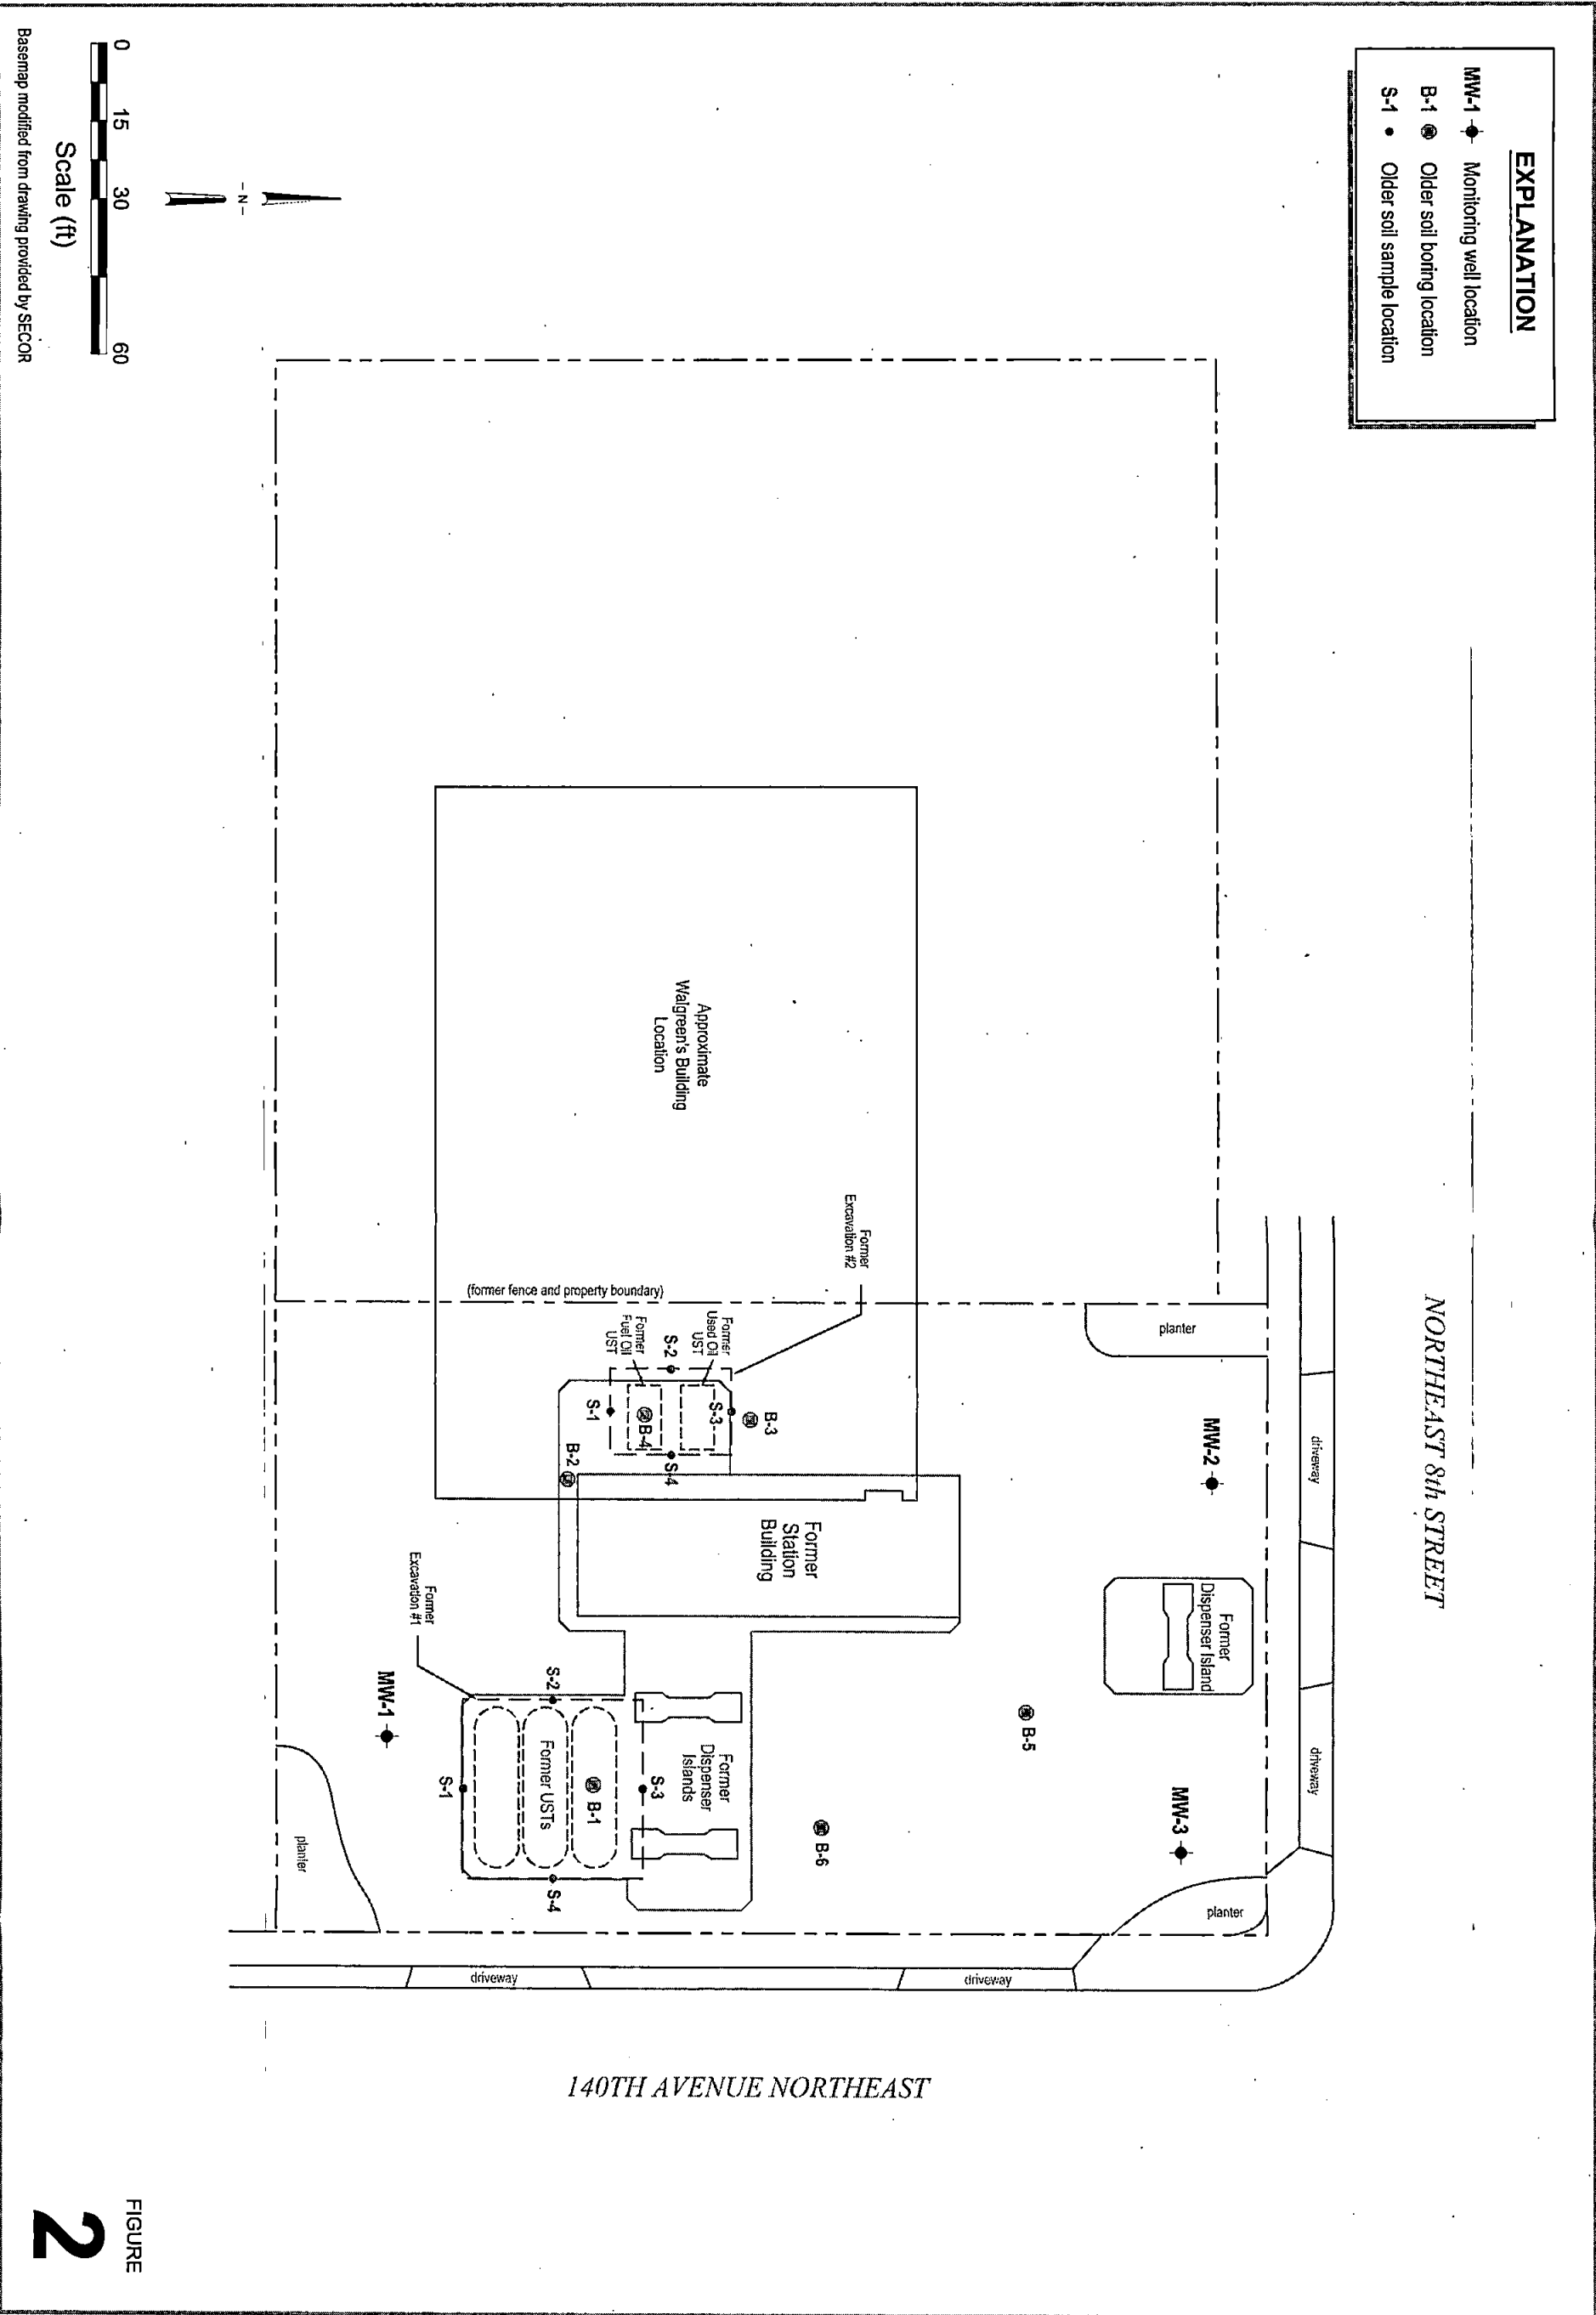 EXPLANATION
MW-1 Monitoring well location
B-1 Older soil boring location
S-1 Older soil sample location
NORTHEAST 8th STREET
driveway
driveway
planter
MW-2
Former
Dispenser Island
MW-3
planter
B-5
B-6
Former
Excavation #2
Former
Station
Building
B-3
Former
Used Oil
UST
S-3
S-2
S-4
Former
Fuel Oil
UST
B-4
S-1
B-2
(former fence and property boundary)
Approximate
Walgreen's Building
Location
Former
Dispenser
Islands
S-3
B-1
Former USTs
S-2
S-4
S-1
Former
Excavation #1
MW-1
planter
driveway
driveway
140TH AVENUE NORTHEAST
- N -
0 15 30 60
Scale (ft)
Basemap modified from drawing provided by SECOR
FIGURE
2